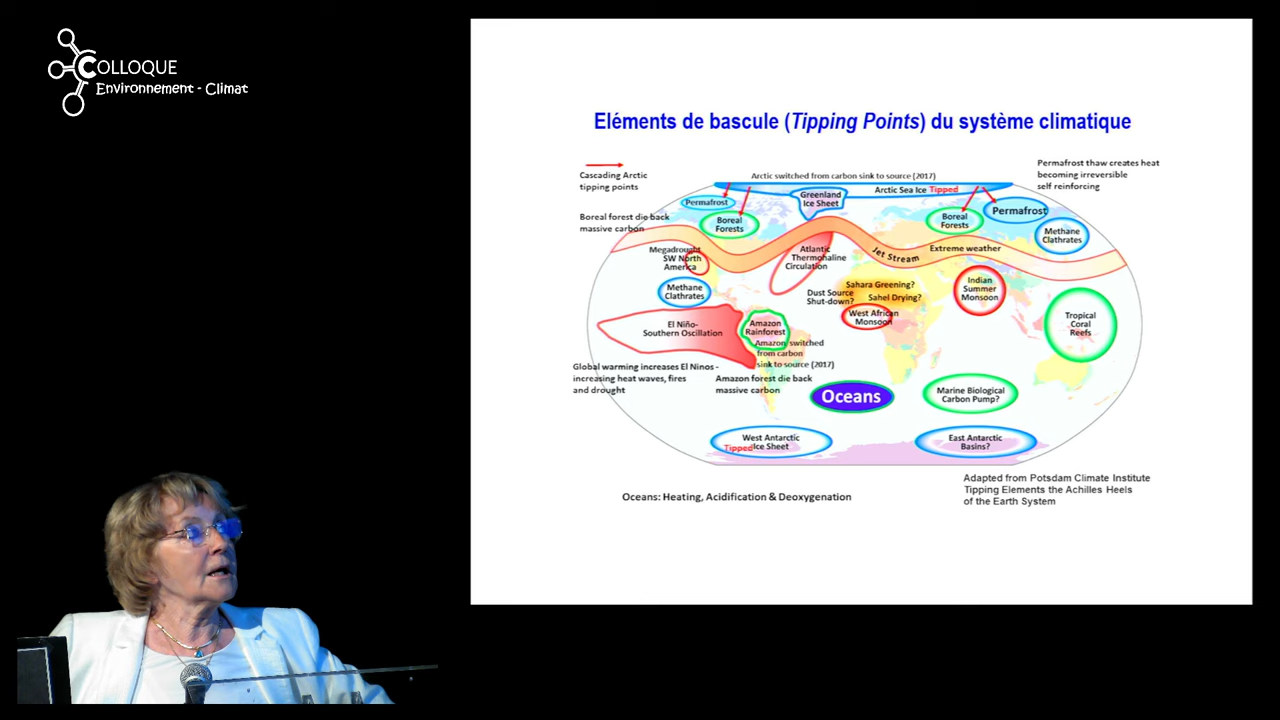 COLLOQUE
Environnement - Climat
Eléments de bascule (Tipping Points) du système climatique
Cascading Arctic
tipping points
Arctic switched from carbon sink to source (2017)
Permafrost thaw creates heat
becoming irreversible
self reinforcing
Greenland
Ice Sheet
Arctic Sea Ice Tipped
Permafrost
Boreal
Forests
Boreal
Forests
Permafrost
Boreal forest die back
massive carbon
Methane
Clathrates
Megadrought
SW North
America
Atlantic
Thermohaline
Circulation
Jet Stream
Extreme weather
Methane
Clathrates
Dust Source
Shut-down?
Sahara Greening?
Sahel Drying?
Indian
Summer
Monsoon
West African
Monsoon
El Niño-
Southern Oscillation
Amazon
Rainforest
Tropical
Coral
Reefs
Amazon switched
from carbon
sink to source (2017)
Global warming increases El Ninos -
increasing heat waves, fires
and drought
Amazon forest die back
massive carbon
Oceans
Marine Biological
Carbon Pump?
West Antarctic
Tipped Ice Sheet
East Antarctic
Basins?
Oceans: Heating, Acidification & Deoxygenation
Adapted from Potsdam Climate Institute
Tipping Elements the Achilles Heels
of the Earth System